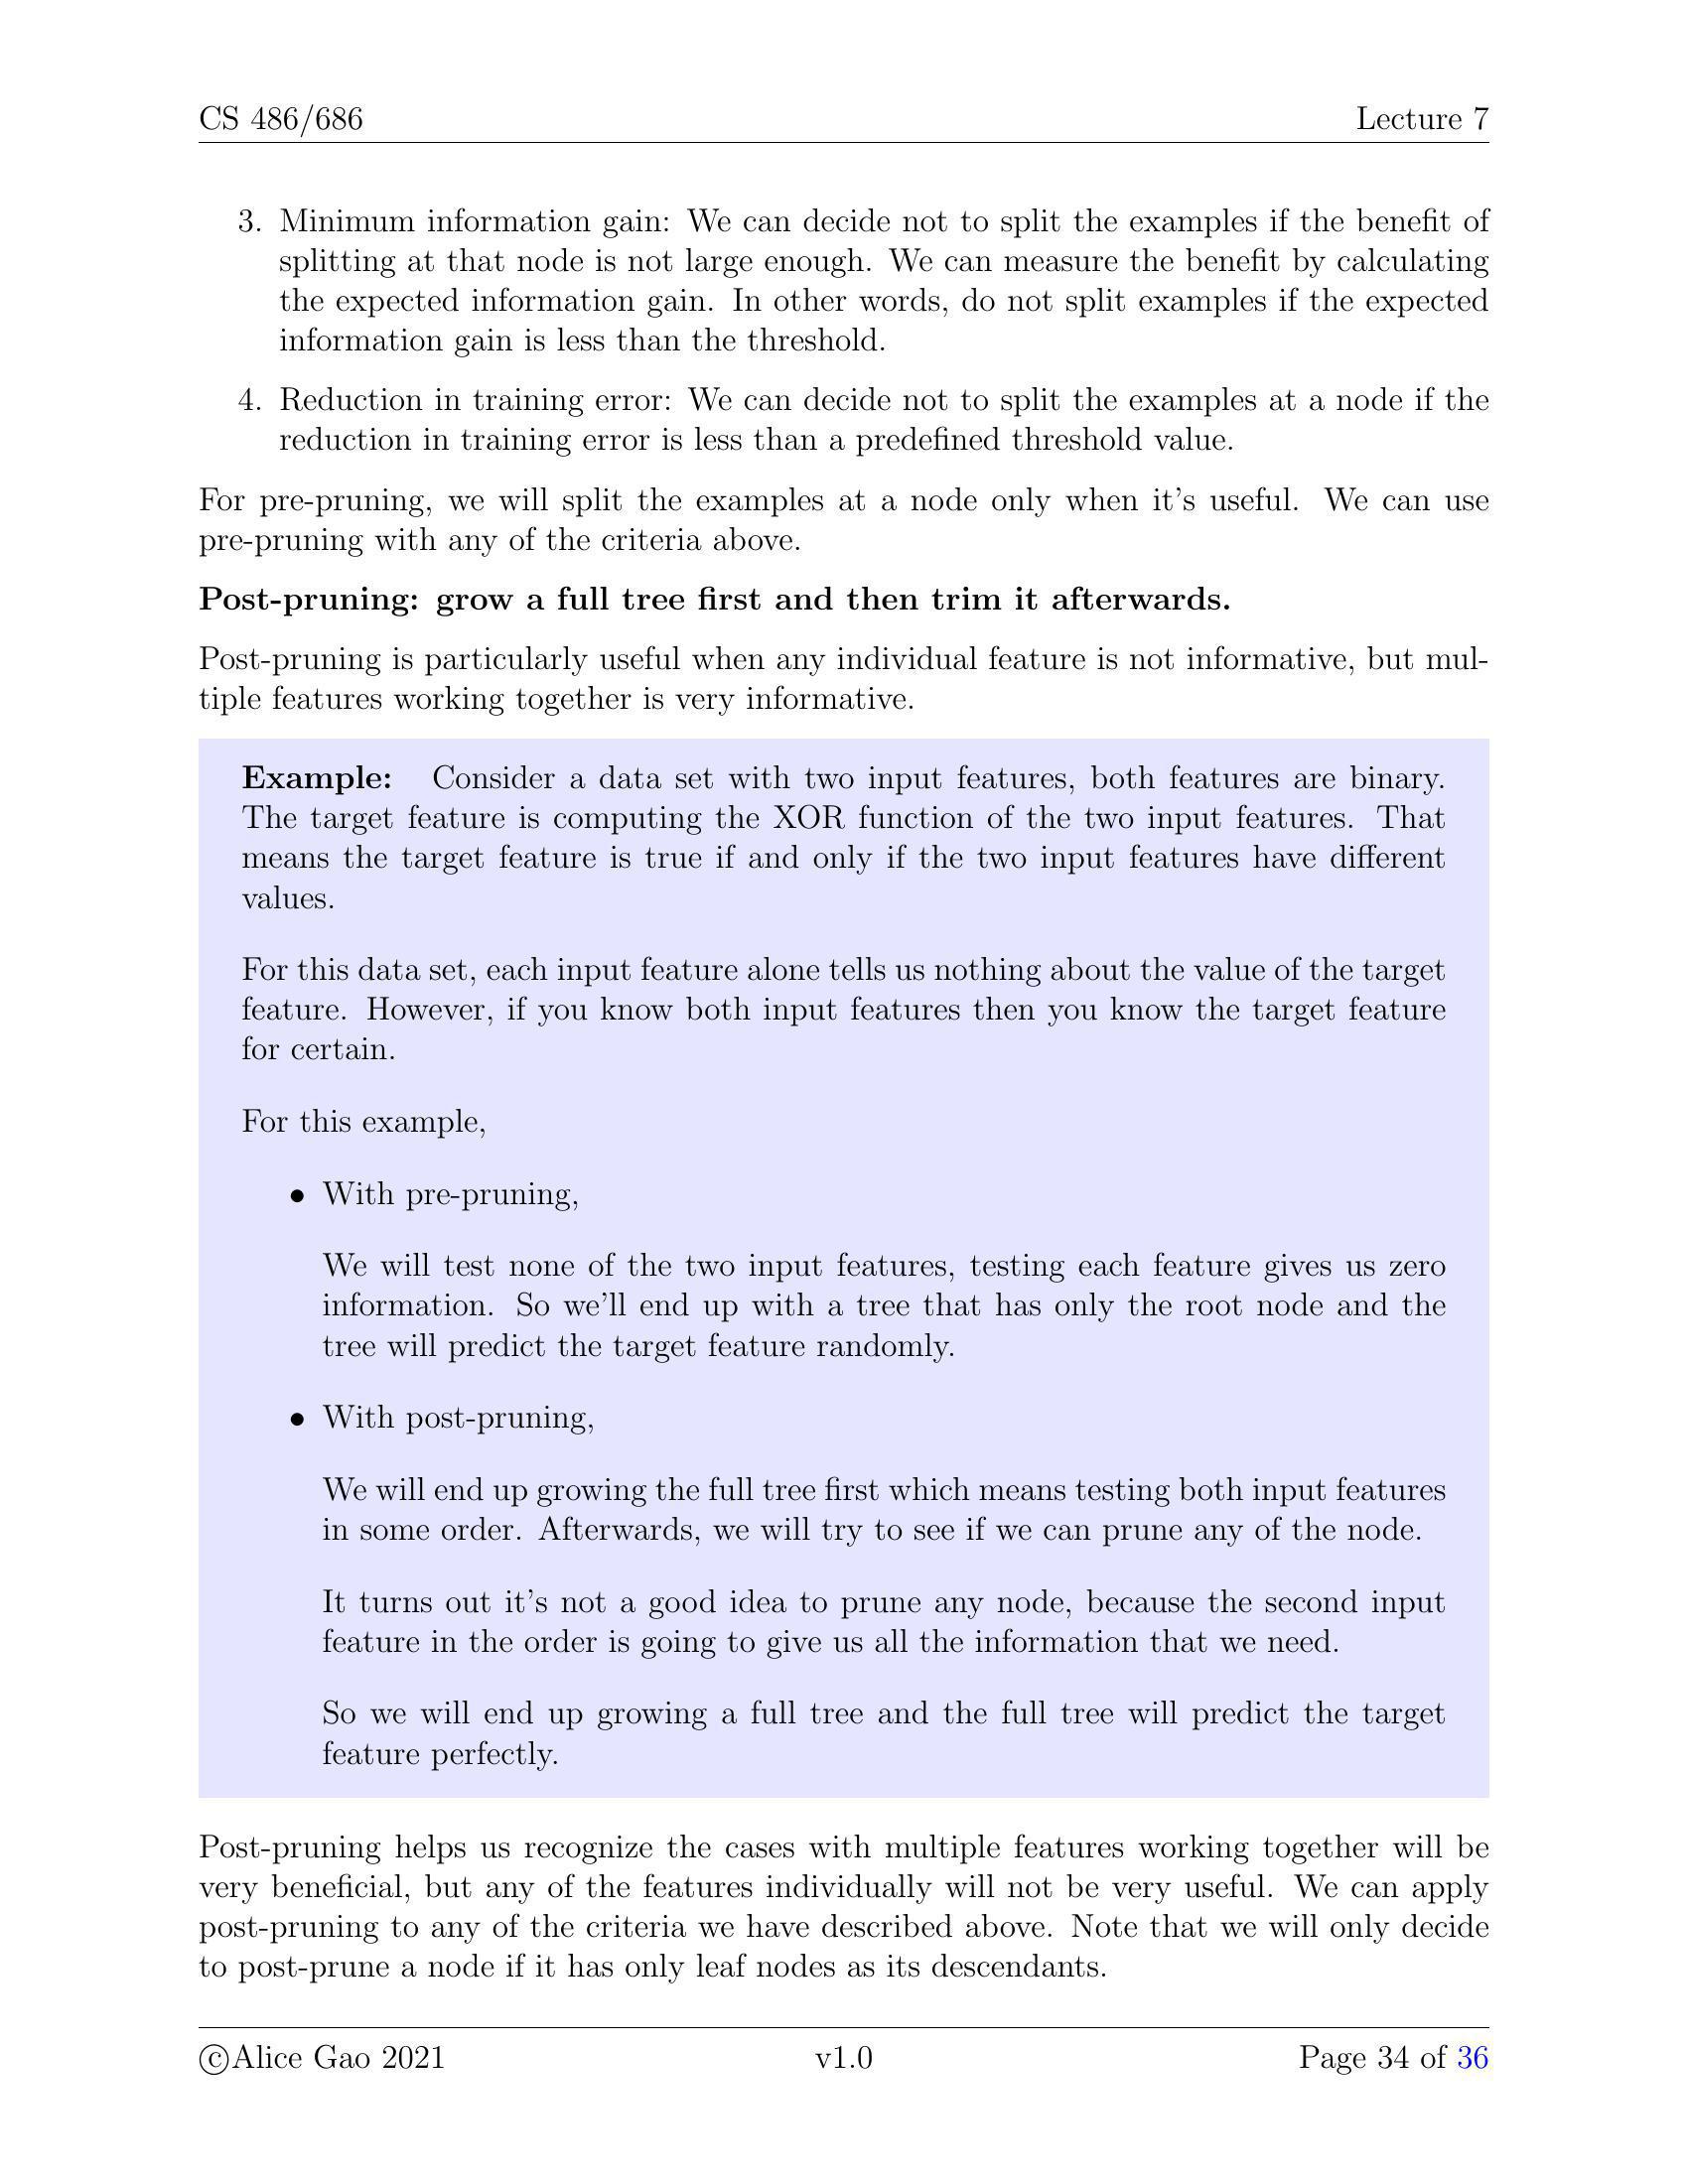 CS 486/686 Lecture 7
3. Minimum information gain: We can decide not to split the examples if the benefit of
splitting at that node is not large enough. We can measure the benefit by calculating
the expected information gain. In other words, do not split examples if the expected
information gain is less than the threshold.
4. Reduction in training error: We can decide not to split the examples at a node if the
reduction in training error is less than a predefined threshold value.
For pre-pruning, we will split the examples at a node only when it's useful. We can use
pre-pruning with any of the criteria above.
Post-pruning: grow a full tree first and then trim it afterwards.
Post-pruning is particularly useful when any individual feature is not informative, but mul-
tiple features working together is very informative.
Example: Consider a data set with two input features, both features are binary.
The target feature is computing the XOR function of the two input features. That
means the target feature is true if and only if the two input features have different
values.
For this data set, each input feature alone tells us nothing about the value of the target
feature. However, if you know both input features then you know the target feature
for certain.
For this example,
• With pre-pruning,
We will test none of the two input features, testing each feature gives us zero
information. So we'll end up with a tree that has only the root node and the
tree will predict the target feature randomly.
• With post-pruning,
We will end up growing the full tree first which means testing both input features
in some order. Afterwards, we will try to see if we can prune any of the node.
It turns out it's not a good idea to prune any node, because the second input
feature in the order is going to give us all the information that we need.
So we will end up growing a full tree and the full tree will predict the target
feature perfectly.
Post-pruning helps us recognize the cases with multiple features working together will be
very beneficial, but any of the features individually will not be very useful. We can apply
post-pruning to any of the criteria we have described above. Note that we will only decide
to post-prune a node if it has only leaf nodes as its descendants.
©Alice Gao 2021 v1.0 Page 34 of 36